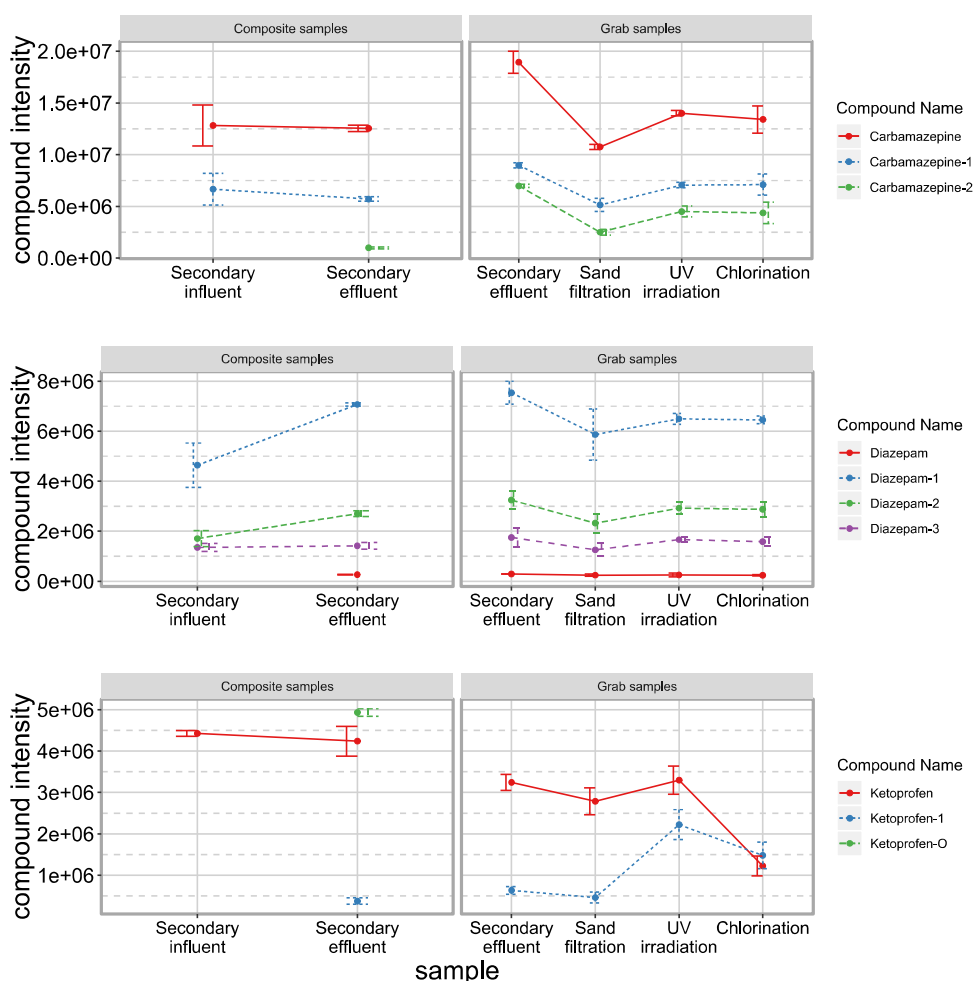 Composite samples
Grab samples
compound intensity
2.0e+07
1.5e+07
1.0e+07
5.0e+06
0.0e+00
Secondary
influent
Secondary
effluent
Secondary
effluent
Sand
filtration
UV
irradiation
Chlorination
Compound Name
Carbamazepine
Carbamazepine-1
Carbamazepine-2
Composite samples
Grab samples
compound intensity
8e+06
6e+06
4e+06
2e+06
0e+00
Secondary
influent
Secondary
effluent
Secondary
effluent
Sand
filtration
UV
irradiation
Chlorination
Compound Name
Diazepam
Diazepam-1
Diazepam-2
Diazepam-3
Composite samples
Grab samples
compound intensity
5e+06
4e+06
3e+06
2e+06
1e+06
Secondary
influent
Secondary
effluent
Secondary
effluent
Sand
filtration
UV
irradiation
Chlorination
Compound Name
Ketoprofen
Ketoprofen-1
Ketoprofen-O
sample